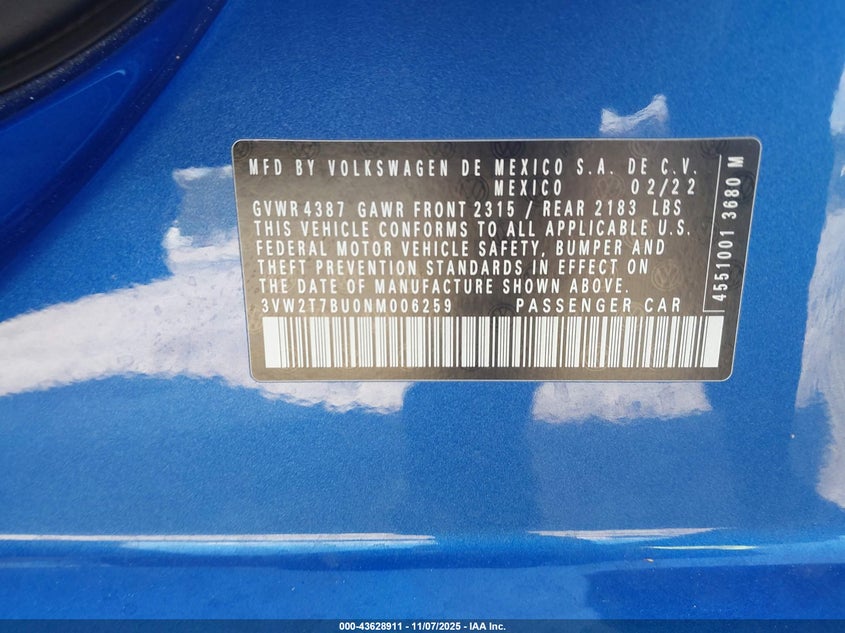 MFD BY VOLKSWAGEN DE MEXICO S.A. DE C.V.
MEXICO 02/22
GVWR 4387 GAWR FRONT 2315 / REAR 2183 LBS
THIS VEHICLE CONFORMS TO ALL APPLICABLE U.S.
FEDERAL MOTOR VEHICLE SAFETY, BUMPER AND
THEFT PREVENTION STANDARDS IN EFFECT ON
THE DATE OF MANUFACTURE SHOWN ABOVE.
3VW2T7BU0NM006259 PASSENGER CAR
4551001 3680 M
000-43628911 - 11/07/2025 - IAA Inc.